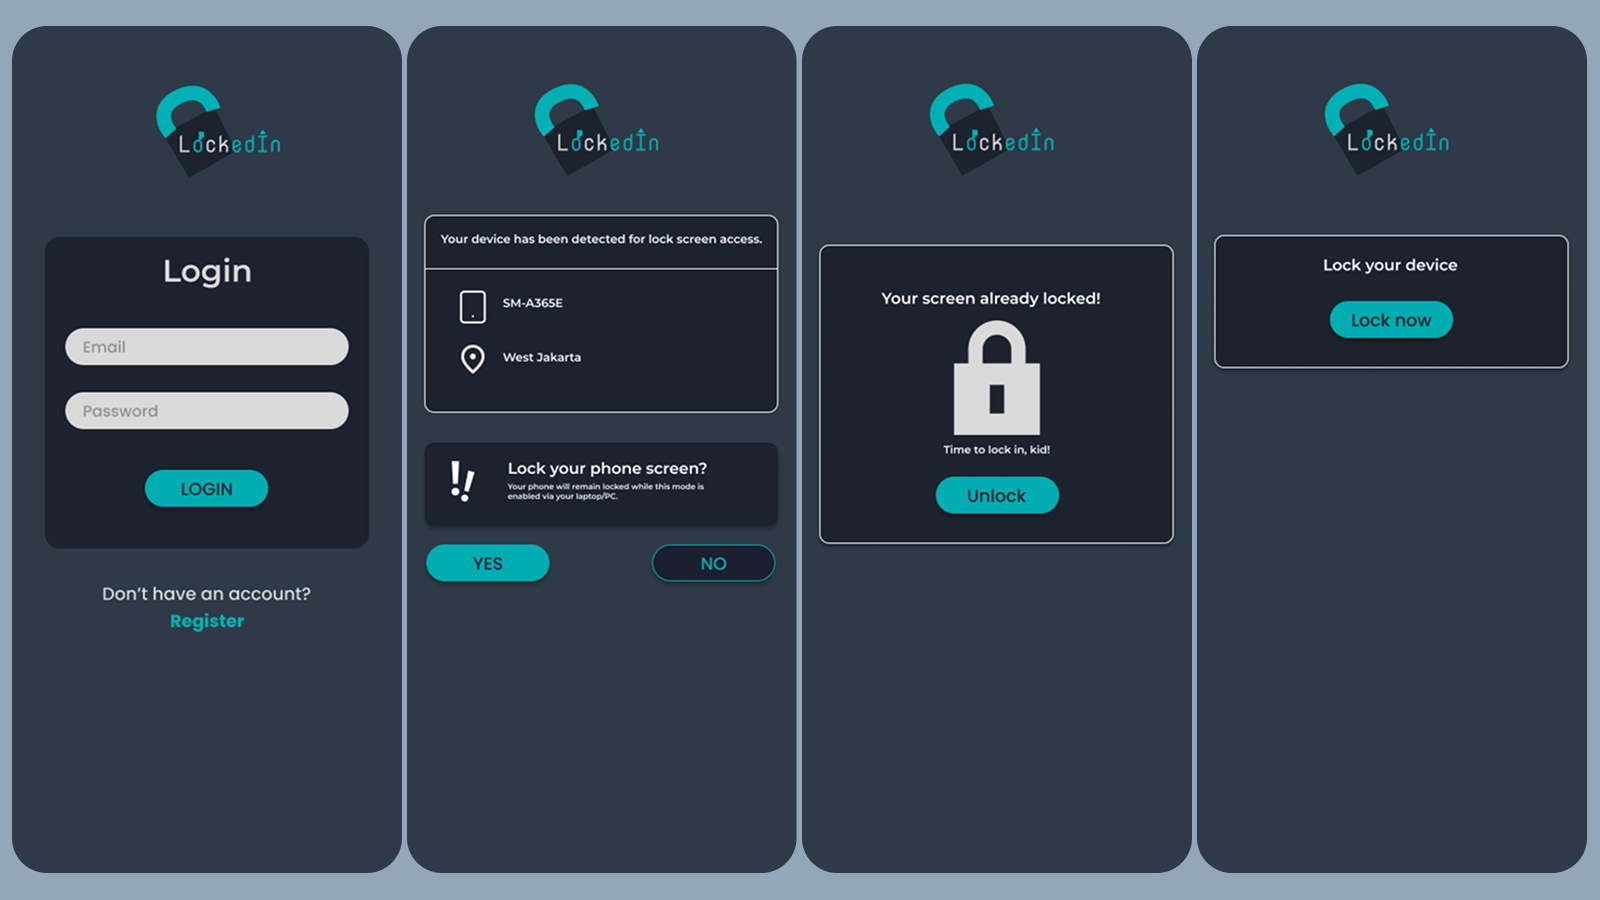 LockedIn
Login
Email
Password
LOGIN
Don't have an account?
Register
LockedIn
Your device has been detected for lock screen access.
SM-A365E
West Jakarta
!!
Lock your phone screen?
Your phone will remain locked while this mode is
enabled via your laptop/PC.
YES
NO
LockedIn
Your screen already locked!
Time to lock in, kid!
Unlock
LockedIn
Lock your device
Lock now